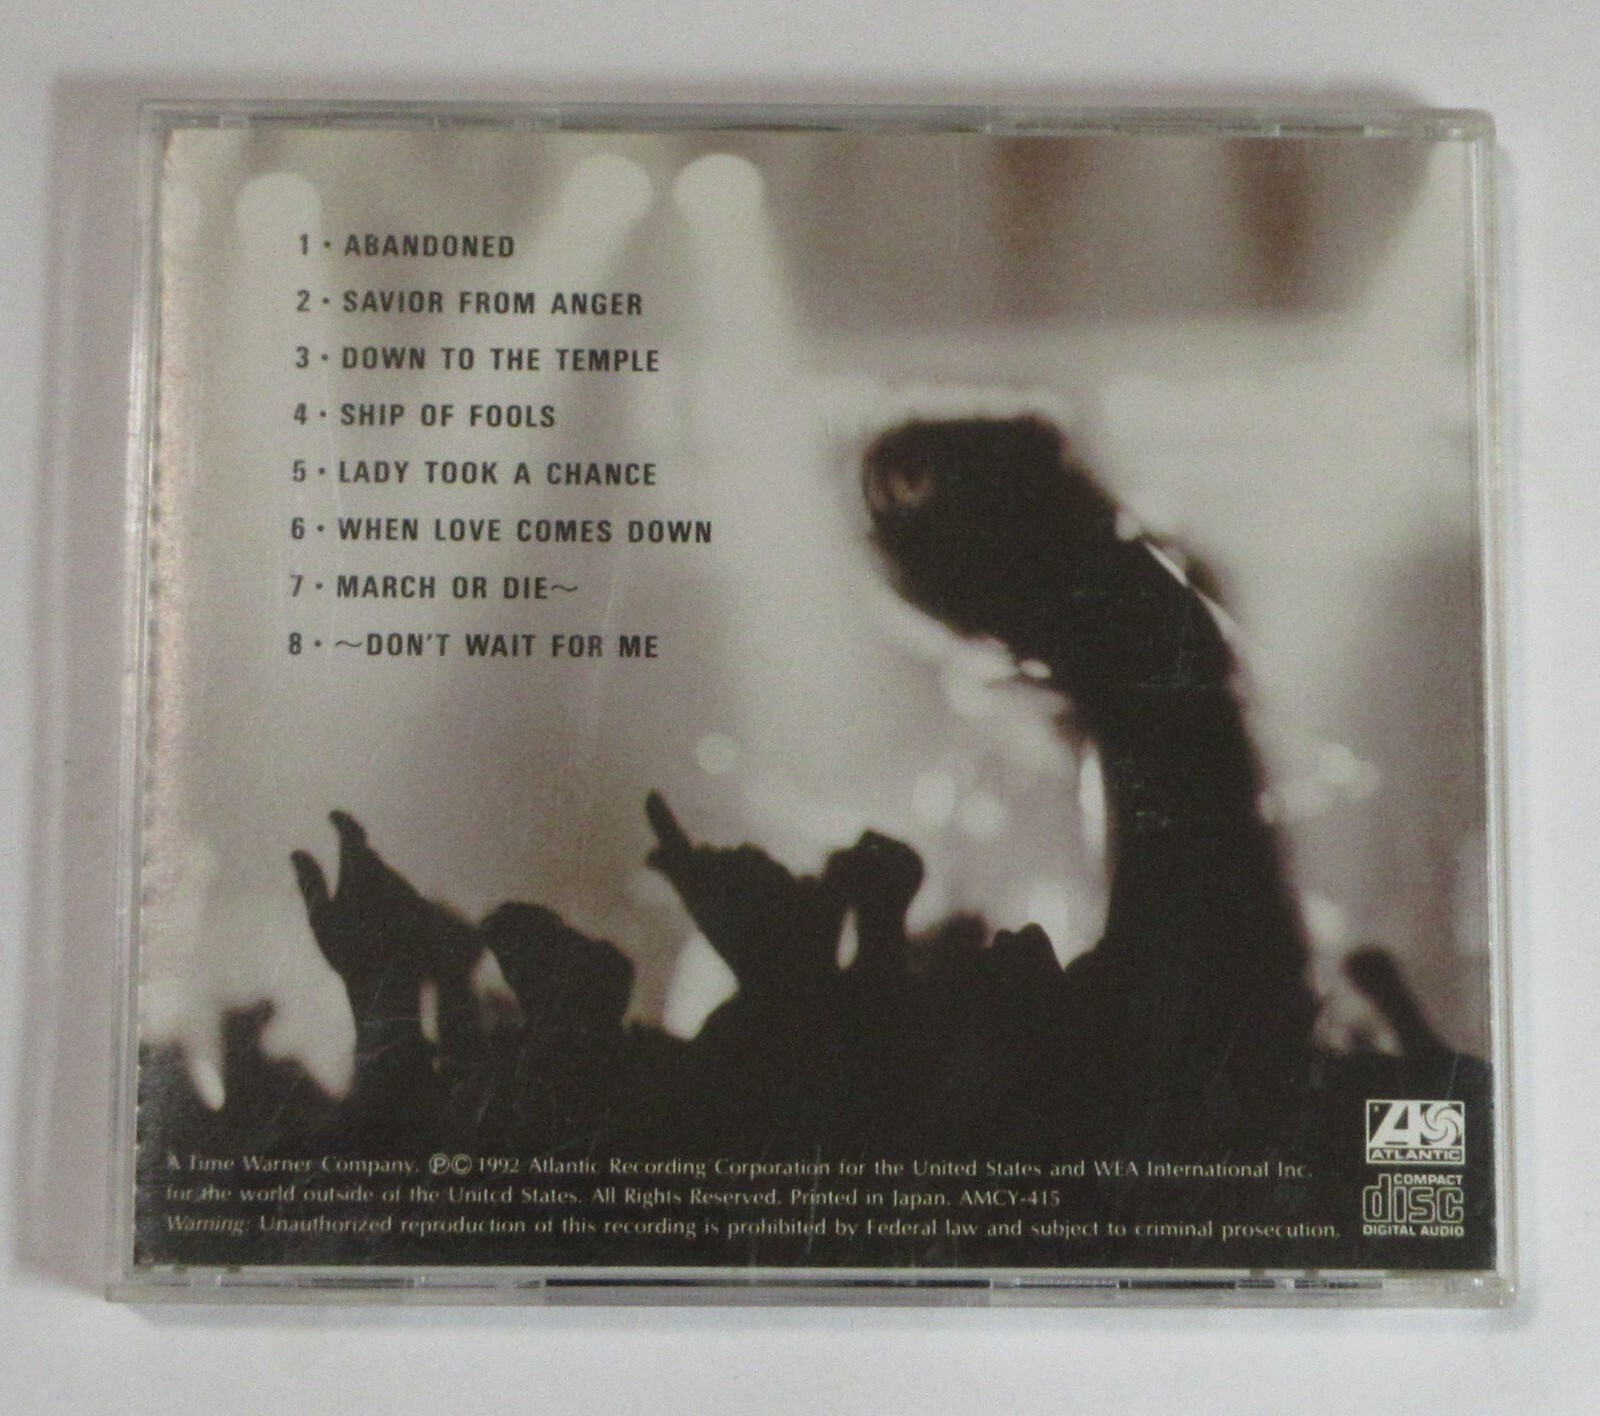 1 · ABANDONED
2 · SAVIOR FROM ANGER
3 · DOWN TO THE TEMPLE
4 · SHIP OF FOOLS
5 · LADY TOOK A CHANCE
6 · WHEN LOVE COMES DOWN
7 · MARCH OR DIE～
8 · ～DON'T WAIT FOR ME
A Time Warner Company. ℗© 1992 Atlantic Recording Corporation for the United States and WEA International Inc.
for the world outside of the United States. All Rights Reserved. Printed in Japan. AMCY-415
Warning: Unauthorized reproduction of this recording is prohibited by Federal law and subject to criminal prosecution.
ATLANTIC
COMPACT
disc
DIGITAL AUDIO